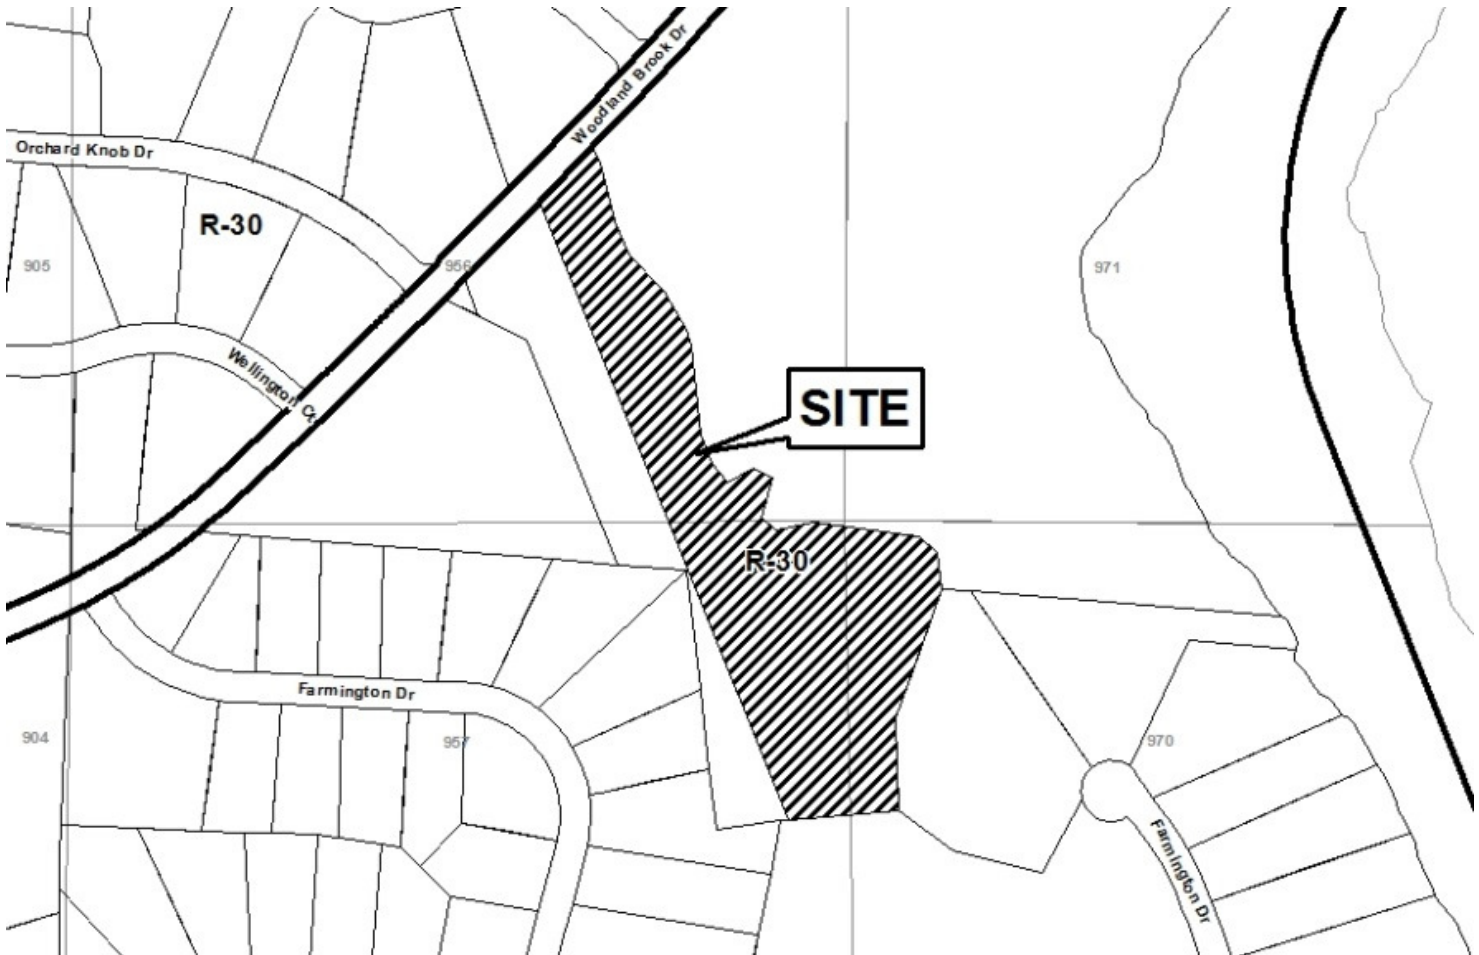 Woodland Brook Dr
Orchard Knob Dr
R-30
905
956
971
Wellington Ct
SITE
R-30
Farmington Dr
904
957
970
Farmington Dr